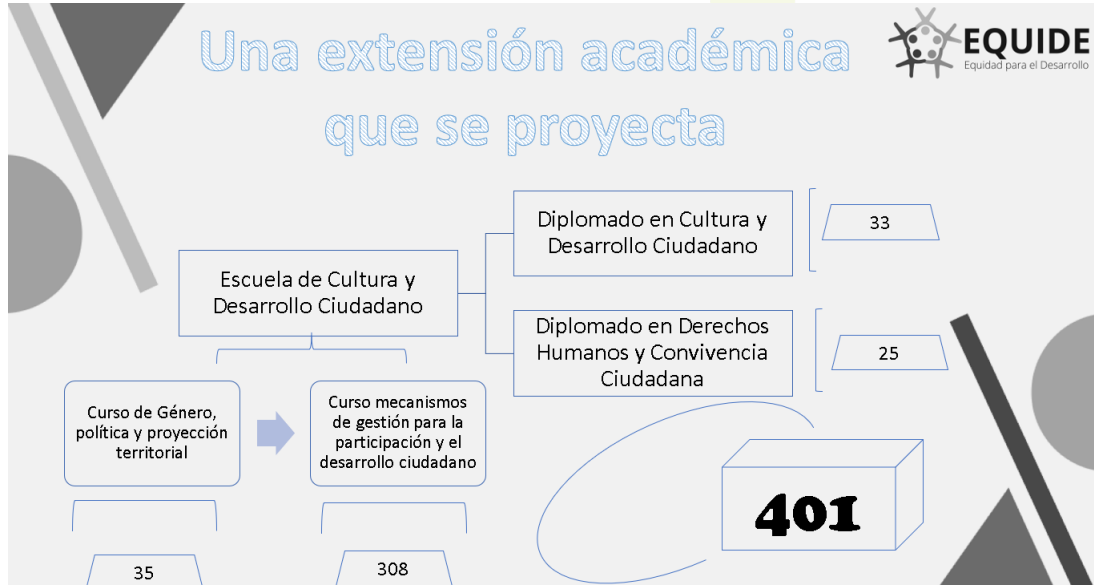 Una extensión académica
que se proyecta
EQUIDE
Equidad para el Desarrollo
Escuela de Cultura y
Desarrollo Ciudadano
Diplomado en Cultura y
Desarrollo Ciudadano
33
Diplomado en Derechos
Humanos y Convivencia
Ciudadana
25
Curso de Género,
política y proyección
territorial
Curso mecanismos
de gestión para la
participación y el
desarrollo ciudadano
35
308
401